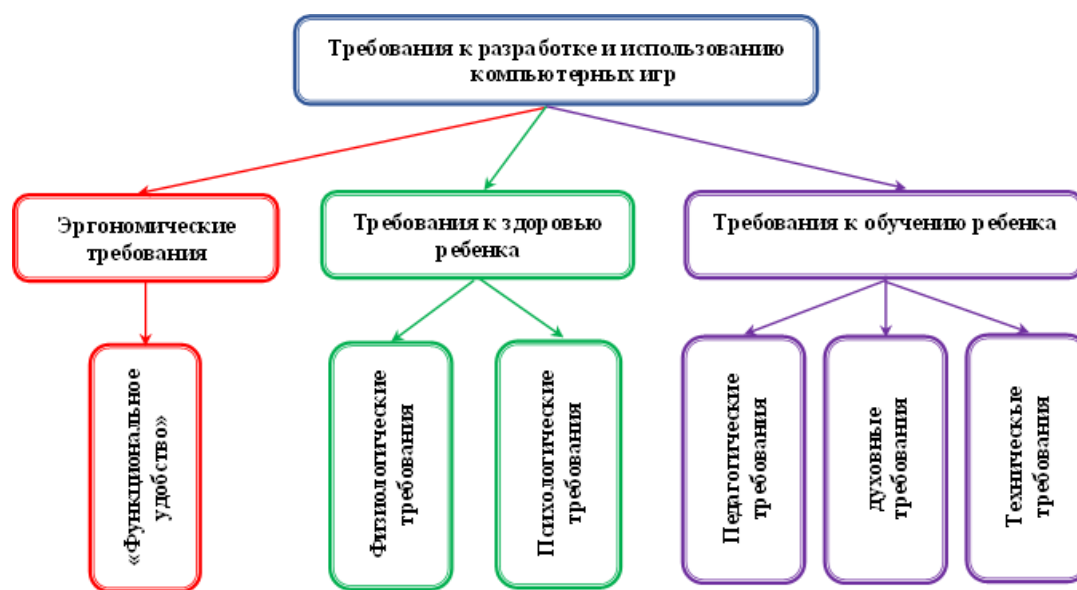 Требования к разработке и использованию
компьютерных игр
Эргономические
требования
Требования к здоровью
ребенка
Требования к обучению ребенка
«Функциональное
удобство»
Физиологические
требования
Психологические
требования
Педагогические
требования
духовные
требования
Техническые
требования